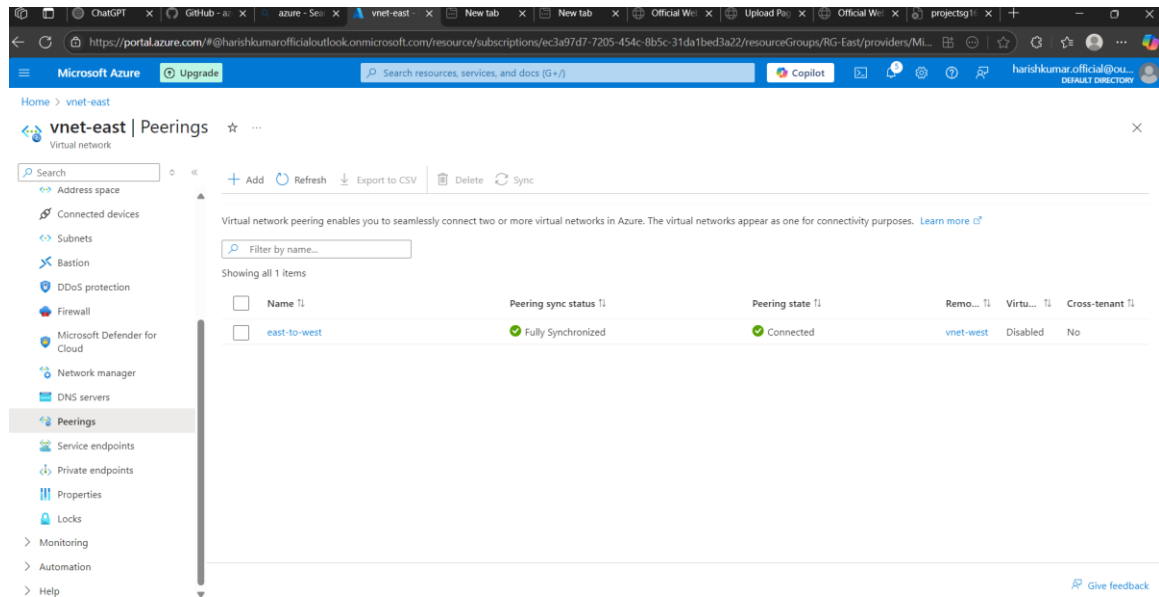 ChatGPT
GitHub - az
azure - Sear
vnet-east -
New tab
New tab
Official Wel
Upload Pag
Official Wel
projectsg16
https://portal.azure.com/#@harishkumarofficialoutlook.onmicrosoft.com/resource/subscriptions/ec3a97d7-7205-454c-8b5c-31da1bed3a22/resourceGroups/RG-East/providers/Mi...
Microsoft Azure
Upgrade
Search resources, services, and docs (G+/)
Copilot
5
harishkumar.official@ou...
DEFAULT DIRECTORY
Home > vnet-east
vnet-east | Peerings
Virtual network
Search
Address space
Connected devices
Subnets
Bastion
DDoS protection
Firewall
Microsoft Defender for
Cloud
Network manager
DNS servers
Peerings
Service endpoints
Private endpoints
Properties
Locks
Monitoring
Automation
Help
Add Refresh Export to CSV Delete Sync
Virtual network peering enables you to seamlessly connect two or more virtual networks in Azure. The virtual networks appear as one for connectivity purposes. Learn more
Filter by name...
Showing all 1 items
Name Peering sync status Peering state Remo... Virtu... Cross-tenant
east-to-west Fully Synchronized Connected vnet-west Disabled No
Give feedback